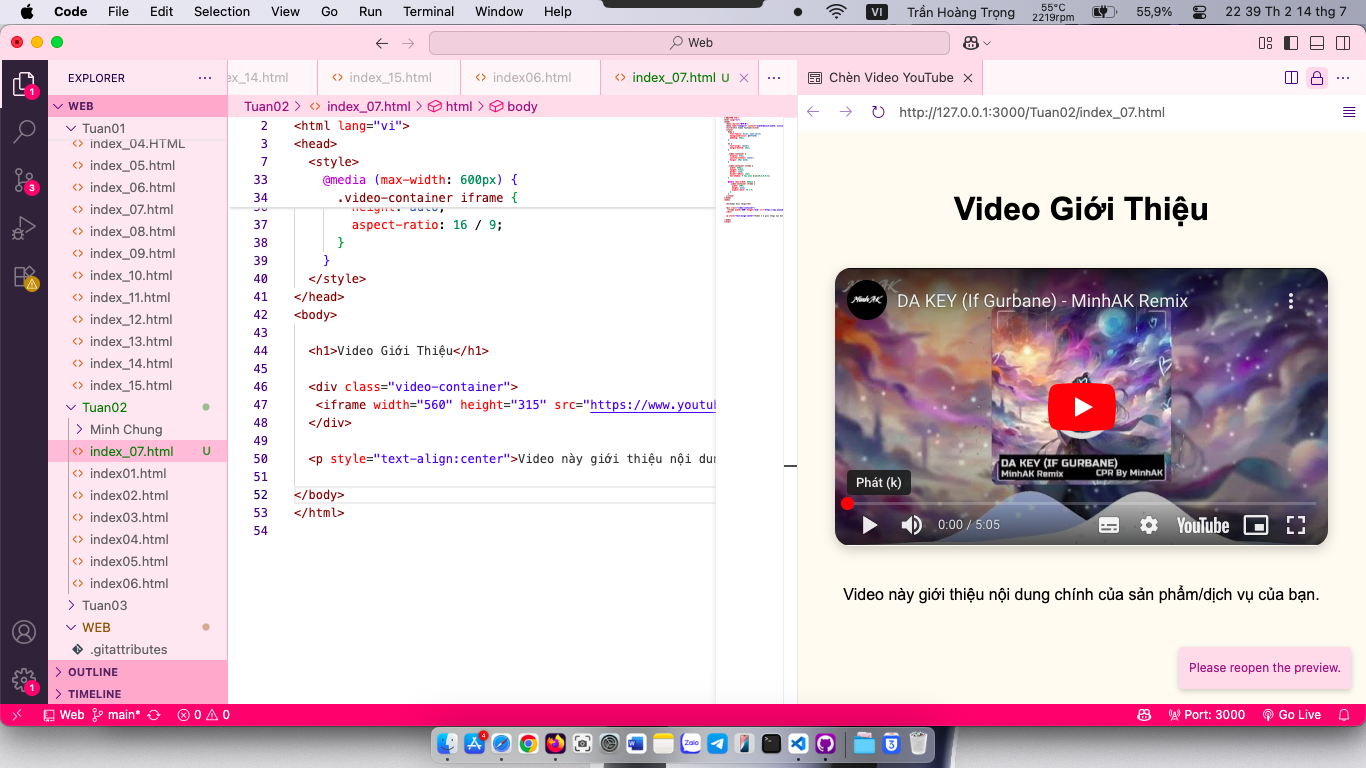 Code File Edit Selection View Go Run Terminal Window Help
VI Trần Hoàng Trọng 55°C 2219rpm 55,9% 22 39 Th 2 14 thg 7
Web
EXPLORER
WEB
Tuan01
index_04.HTML
index_05.html
index_06.html
index_07.html
index_08.html
index_09.html
index_10.html
index_11.html
index_12.html
index_13.html
index_14.html
index_15.html
Tuan02
Minh Chung
index_07.html U
index01.html
index02.html
index03.html
index04.html
index05.html
index06.html
Tuan03
WEB
.gitattributes
OUTLINE
TIMELINE
ex_14.html index_15.html index06.html index_07.html U
Tuan02 > index_07.html > html > body
2 <html lang="vi">
3 <head>
7 <style>
33 @media (max-width: 600px) {
34 .video-container iframe {
37 aspect-ratio: 16 / 9;
38 }
39 }
40 </style>
41 </head>
42 <body>
43
44 <h1>Video Giới Thiệu</h1>
45
46 <div class="video-container">
47 <iframe width="560" height="315" src="https://www.youtub
48 </div>
49
50 <p style="text-align:center">Video này giới thiệu nội dun
51
52 </body>
53 </html>
54
Chèn Video YouTube
http://127.0.0.1:3000/Tuan02/index_07.html
Video Giới Thiệu
MinhAK
DA KEY (If Gurbane) - MinhAK Remix
DA KEY (IF GURBANE)
MinhAK Remix CPR By MinhAK
Phát (k)
0:00 / 5:05 YouTube
Video này giới thiệu nội dung chính của sản phẩm/dịch vụ của bạn.
Please reopen the preview.
Web main* 0 0 Port: 3000 Go Live
Zalo